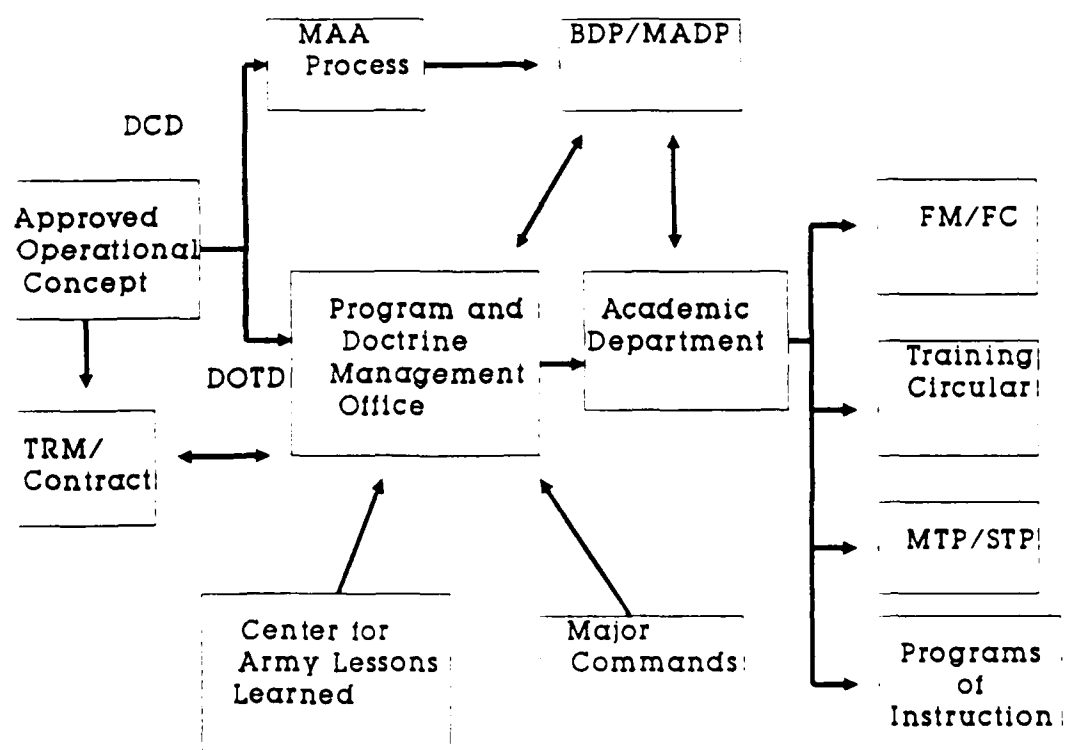 MAA
Process
BDP/MADP
DCD
Approved
Operational
Concept
FM/FC
Program and
Doctrine
Management
Office
Academic
Department
Training
Circular
DOTD
TRM/
Contract
MTP/STP
Center for
Army Lessons
Learned
Major
Commands
Programs
of
Instruction